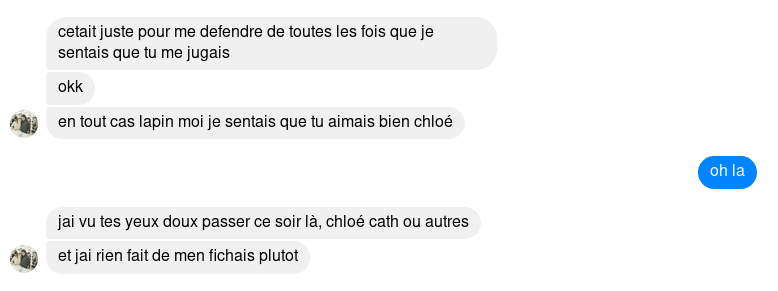 cetait juste pour me defendre de toutes les fois que je
sentais que tu me jugais
okk
en tout cas lapin moi je sentais que tu aimais bien chloé
oh la
jai vu tes yeux doux passer ce soir là, chloé cath ou autres
et jai rien fait de men fichais plutot